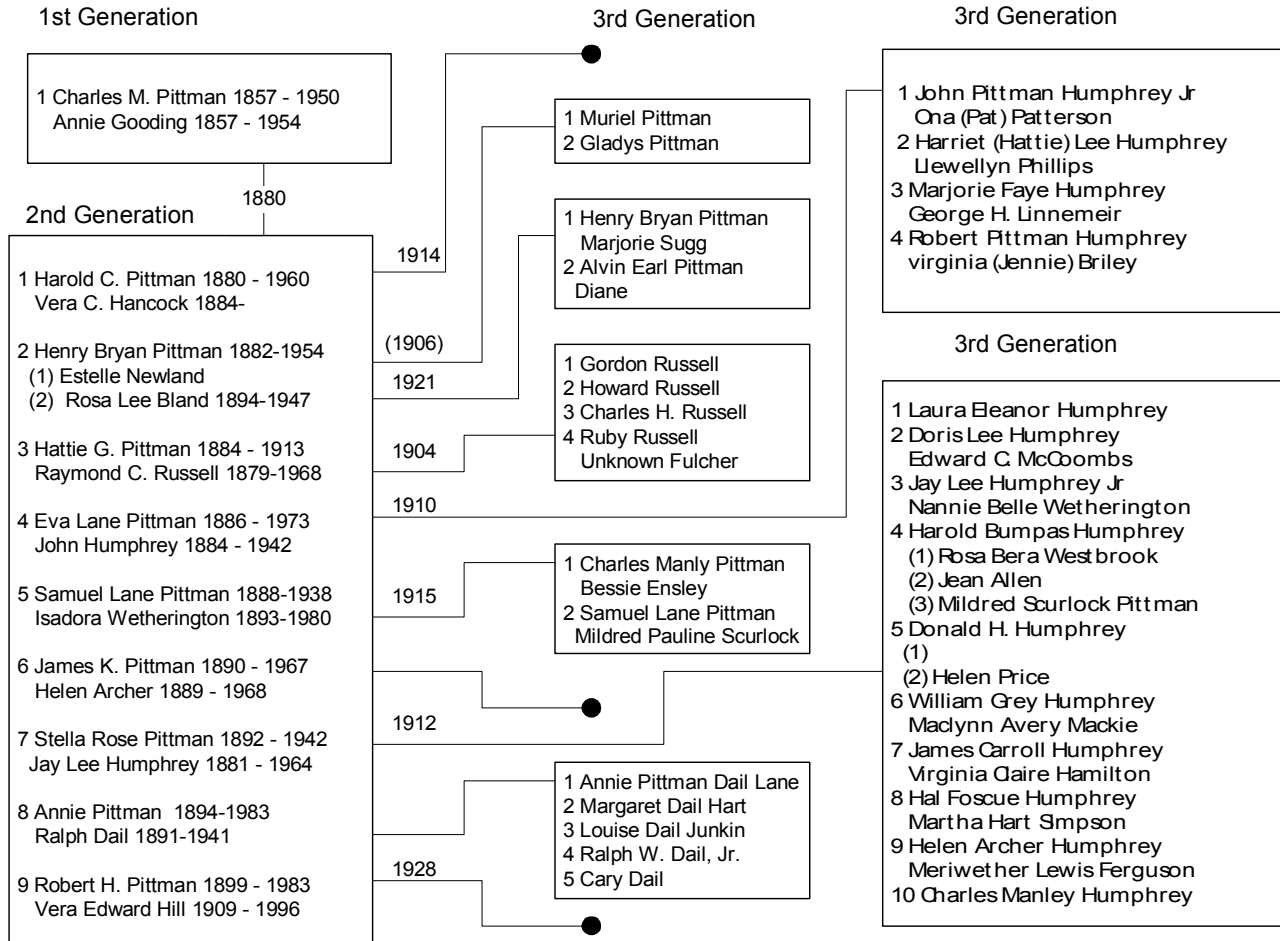 1st Generation
1 Charles M. Pittman 1857 - 1950
Annie Gooding 1857 - 1954
1880
2nd Generation
1 Harold C. Pittman 1880 - 1960
Vera C. Hancock 1884-
2 Henry Bryan Pittman 1882-1954
(1) Estelle Newland
(2) Rosa Lee Bland 1894-1947
3 Hattie G. Pittman 1884 - 1913
Raymond C. Russell 1879-1968
4 Eva Lane Pittman 1886 - 1973
John Humphrey 1884 - 1942
5 Samuel Lane Pittman 1888-1938
Isadora Wetherington 1893-1980
6 James K. Pittman 1890 - 1967
Helen Archer 1889 - 1968
7 Stella Rose Pittman 1892 - 1942
Jay Lee Humphrey 1881 - 1964
8 Annie Pittman 1894-1983
Ralph Dail 1891-1941
9 Robert H. Pittman 1899 - 1983
Vera Edward Hill 1909 - 1996
1914
(1906)
1921
1904
1910
1915
1912
1928
3rd Generation
1 Muriel Pittman
2 Gladys Pittman
1 Henry Bryan Pittman
Marjorie Sugg
2 Alvin Earl Pittman
Diane
1 Gordon Russell
2 Howard Russell
3 Charles H. Russell
4 Ruby Russell
Unknown Fulcher
1 Charles Manly Pittman
Bessie Ensley
2 Samuel Lane Pittman
Mildred Pauline Scurlock
1 Annie Pittman Dail Lane
2 Margaret Dail Hart
3 Louise Dail Junkin
4 Ralph W. Dail, Jr.
5 Cary Dail
3rd Generation
1 John Pittman Humphrey Jr
Ona (Pat) Patterson
2 Harriet (Hattie) Lee Humphrey
Llewellyn Phillips
3 Marjorie Faye Humphrey
George H. Linnemeir
4 Robert Pittman Humphrey
virginia (Jennie) Briley
3rd Generation
1 Laura Eleanor Humphrey
2 Doris Lee Humphrey
Edward C. McCoombs
3 Jay Lee Humphrey Jr
Nannie Belle Wetherington
4 Harold Bumpas Humphrey
(1) Rosa Bera Westbrook
(2) Jean Allen
(3) Mildred Scurlock Pittman
5 Donald H. Humphrey
(1)
(2) Helen Price
6 William Grey Humphrey
Maclynn Avery Mackie
7 James Carroll Humphrey
Virginia Claire Hamilton
8 Hal Foscue Humphrey
Martha Hart Simpson
9 Helen Archer Humphrey
Meriwether Lewis Ferguson
10 Charles Manley Humphrey